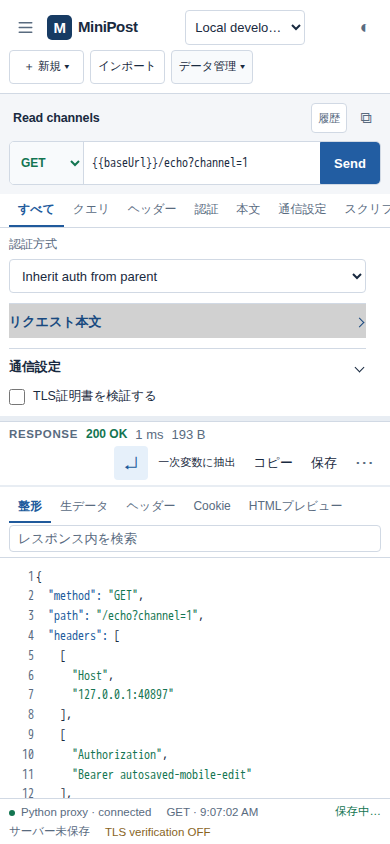 M MiniPost Local develo…
＋ 新規 ▾ インポート データ管理 ▾
Read channels 履歴
GET {{baseUrl}}/echo?channel=1 Send
すべて クエリ ヘッダー 認証 本文 通信設定 スクリプ
認証方式
Inherit auth from parent
リクエスト本文
通信設定
TLS証明書を検証する
RESPONSE 200 OK 1 ms 193 B
一次変数に抽出 コピー 保存 ⋯
整形 生データ ヘッダー Cookie HTMLプレビュー
レスポンス内を検索
1 {
2 "method": "GET",
3 "path": "/echo?channel=1",
4 "headers": [
5 [
6 "Host",
7 "127.0.0.1:40897"
8 ],
9 [
10 "Authorization",
11 "Bearer autosaved-mobile-edit"
12 ],
Python proxy · connected GET · 9:07:02 AM 保存中…
サーバー未保存 TLS verification OFF